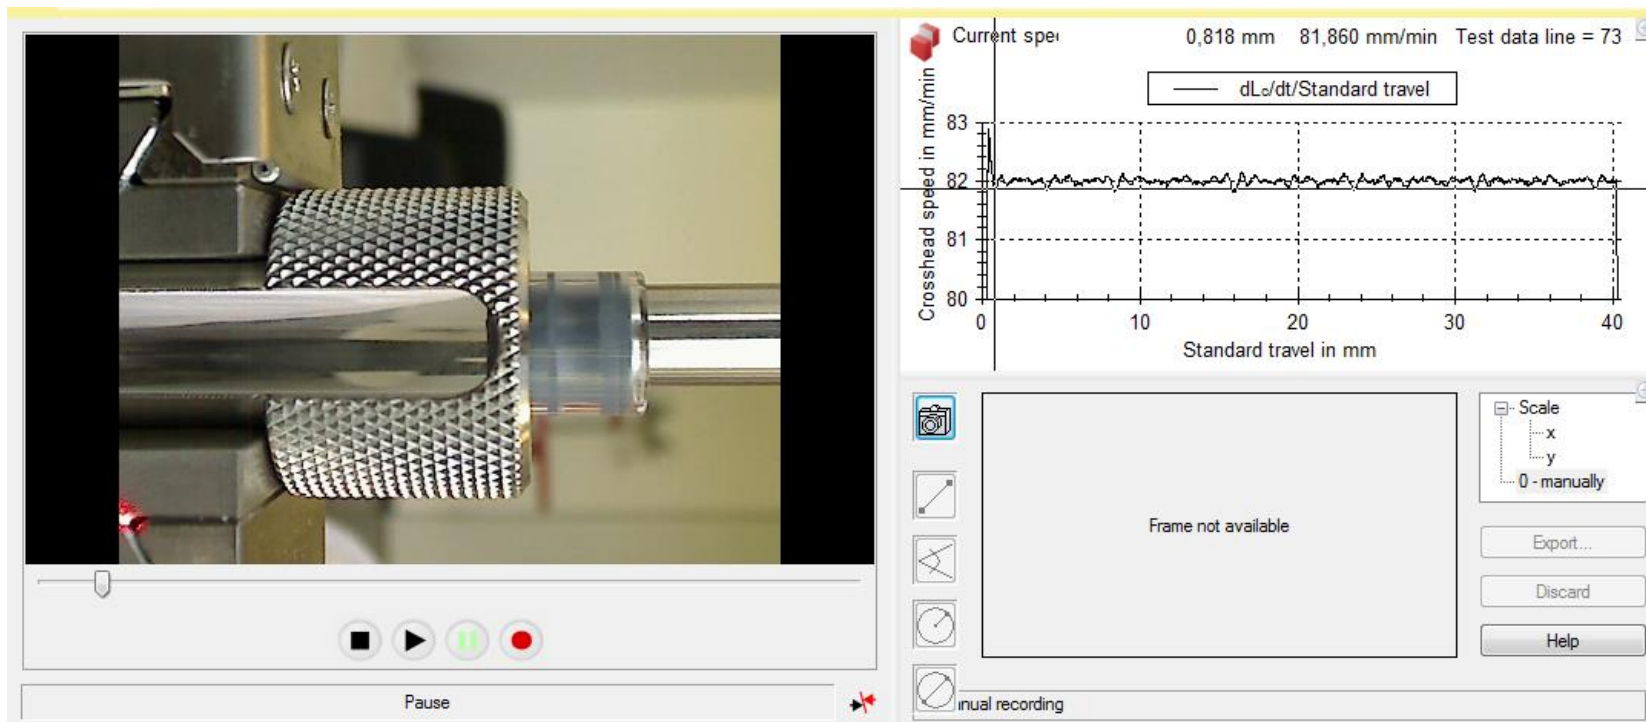 Current spe
0,818 mm 81,860 mm/min Test data line = 73
dLc/dt/Standard travel
Crosshead speed in mm/min
83
82
81
80
0 10 20 30 40
Standard travel in mm
Scale
x
y
0 - manually
Frame not available
Export...
Discard
Help
Pause
nual recording